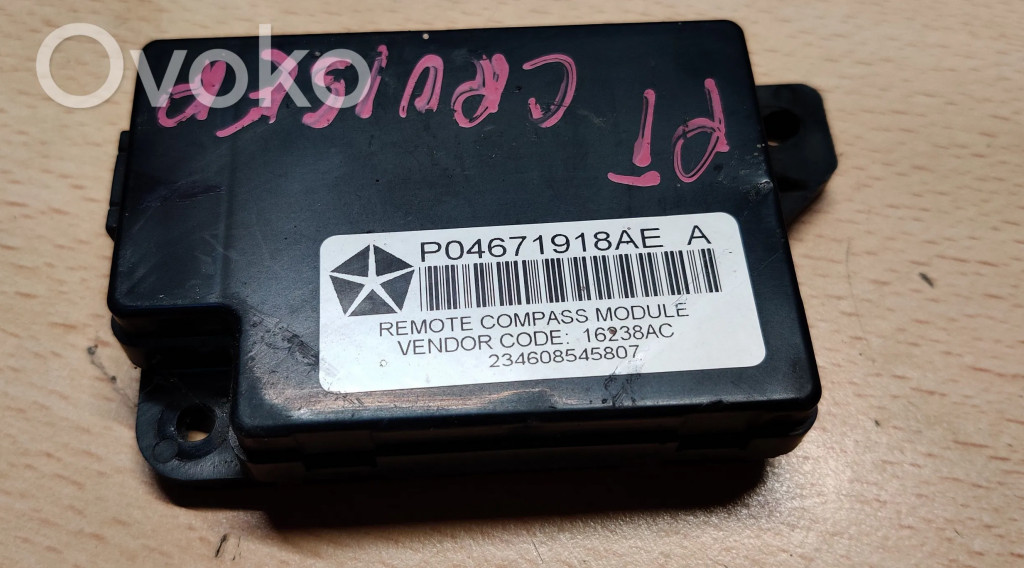 Ovoko
PT CRUISER
P04671918AE A
REMOTE COMPASS MODULE
VENDOR CODE: 16238AC
234608545807